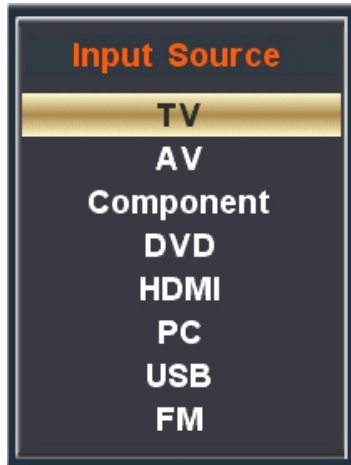 Input Source
TV
AV
Component
DVD
HDMI
PC
USB
FM